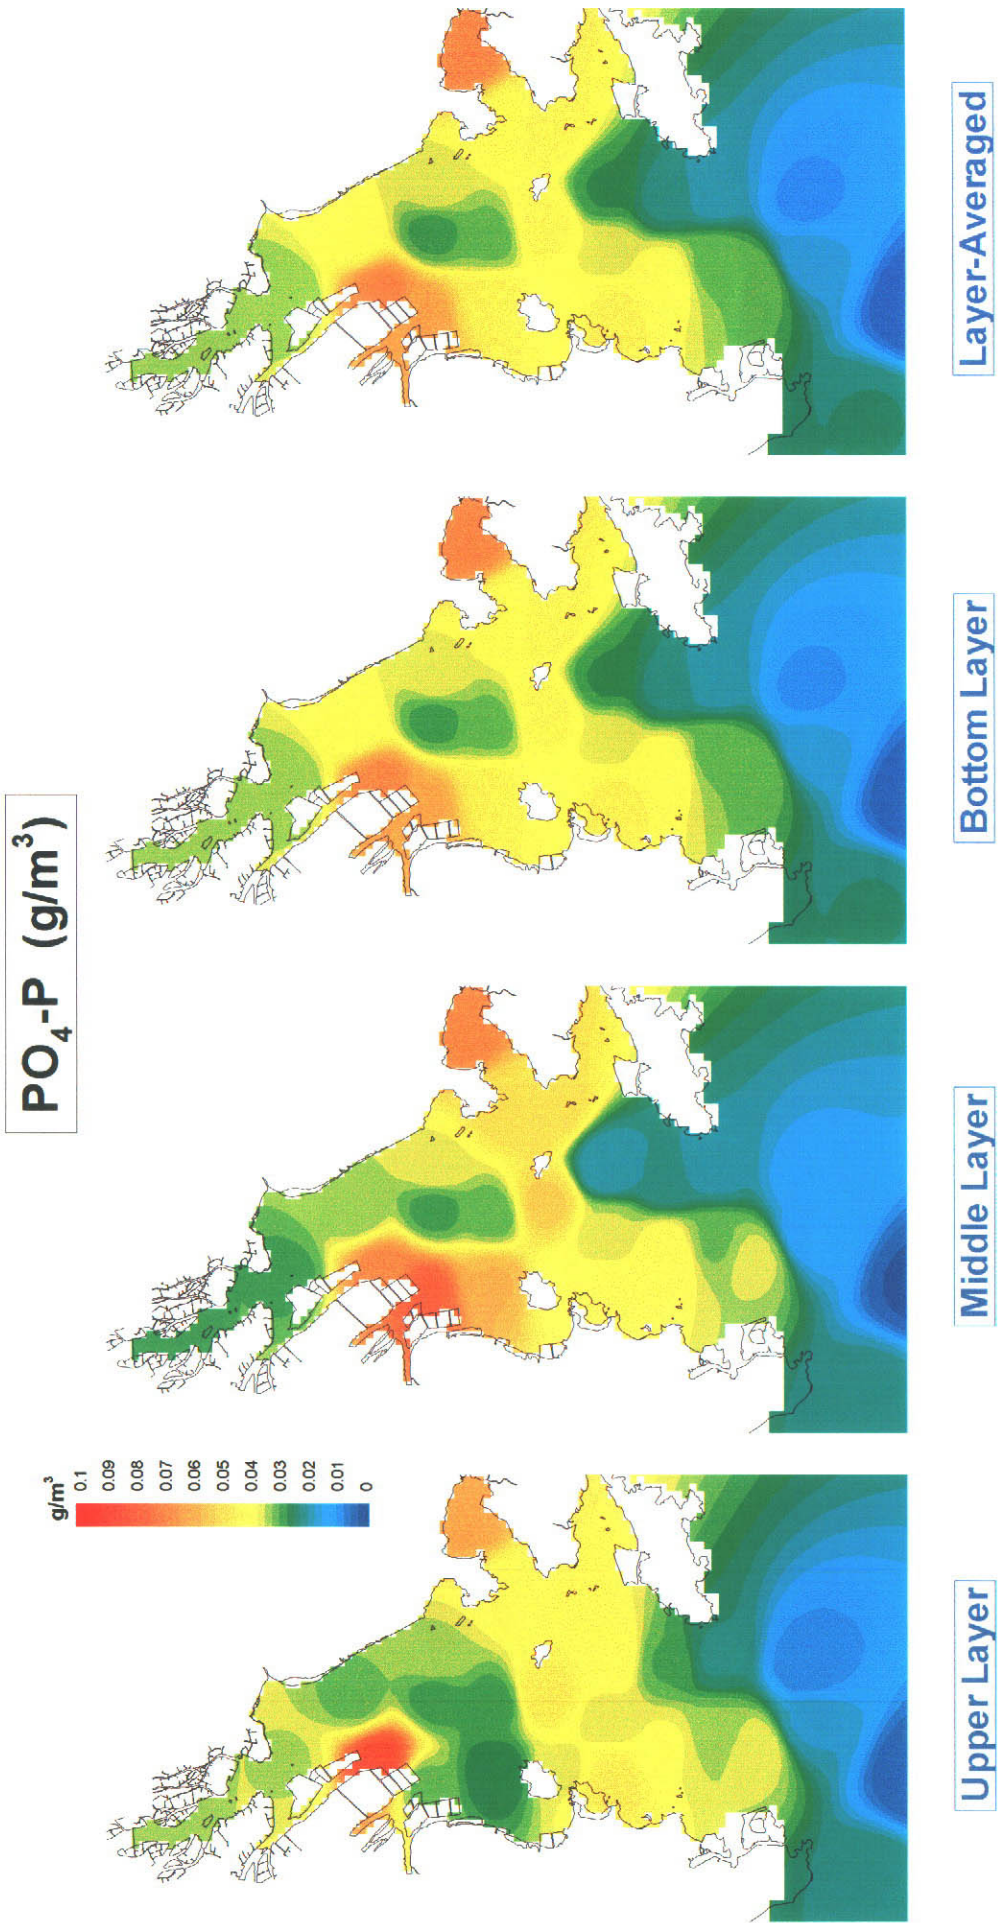 PO₄-P (g/m³)
g/m³
0.1
0.09
0.08
0.07
0.06
0.05
0.04
0.03
0.02
0.01
0
Upper Layer
Middle Layer
Bottom Layer
Layer-Averaged